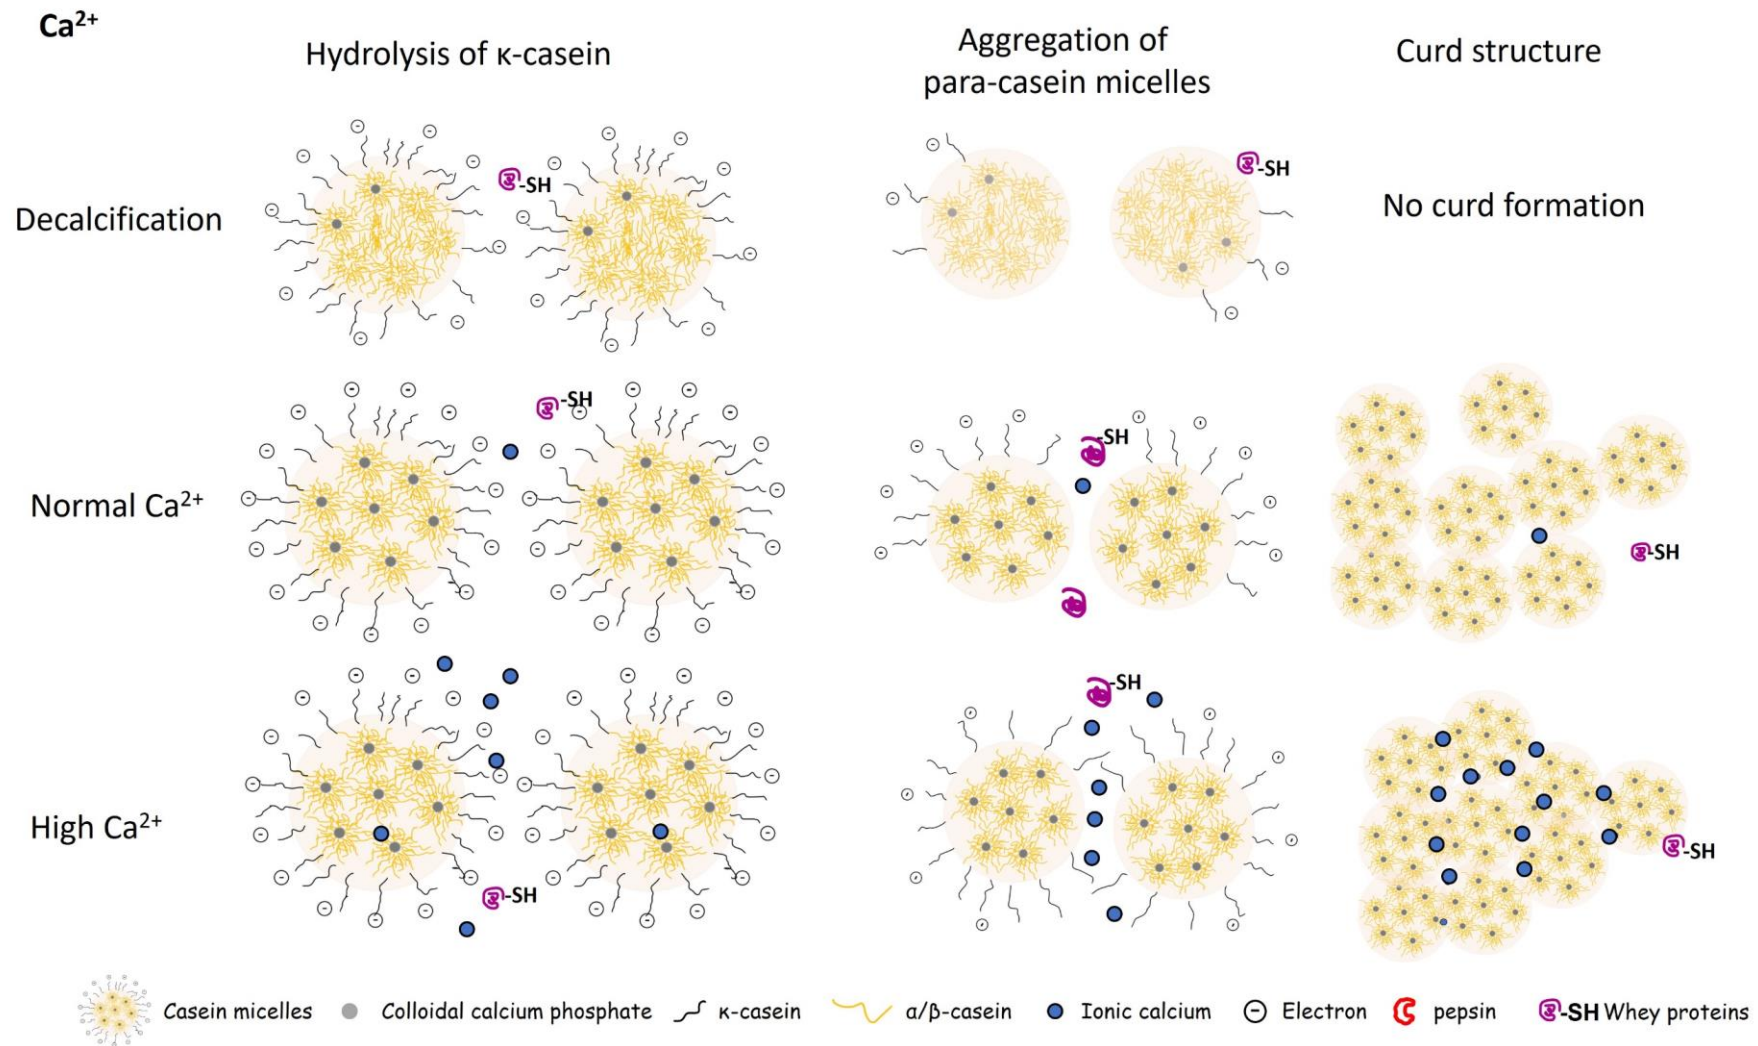 Ca²⁺
Hydrolysis of κ-casein
Aggregation of
para-casein micelles
Curd structure
Decalcification
-SH
-SH
No curd formation
Normal Ca²⁺
-SH
-SH
-SH
High Ca²⁺
-SH
-SH
-SH
Casein micelles
Colloidal calcium phosphate
κ-casein
α/β-casein
Ionic calcium
Electron
pepsin
-SH Whey proteins